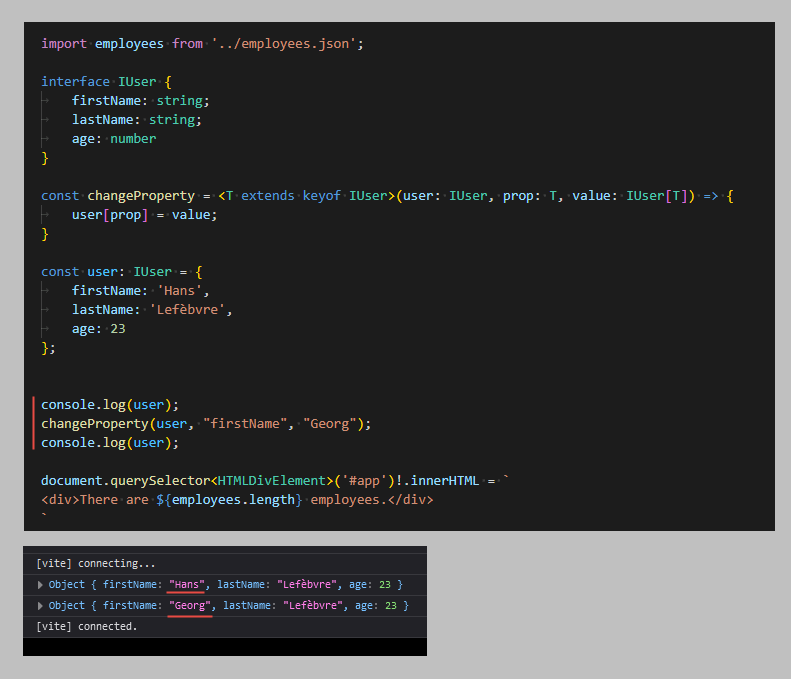 import employees from '../employees.json';
interface IUser {
firstName: string;
lastName: string;
age: number
}
const changeProperty = <T extends keyof IUser>(user: IUser, prop: T, value: IUser[T]) => {
user[prop] = value;
}
const user: IUser = {
firstName: 'Hans',
lastName: 'Lefèbvre',
age: 23
};
console.log(user);
changeProperty(user, "firstName", "Georg");
console.log(user);
document.querySelector<HTMLDivElement>('#app')!.innerHTML = `
<div>There are ${employees.length} employees.</div>
`
[vite] connecting...
Object { firstName: "Hans", lastName: "Lefèbvre", age: 23 }
Object { firstName: "Georg", lastName: "Lefèbvre", age: 23 }
[vite] connected.